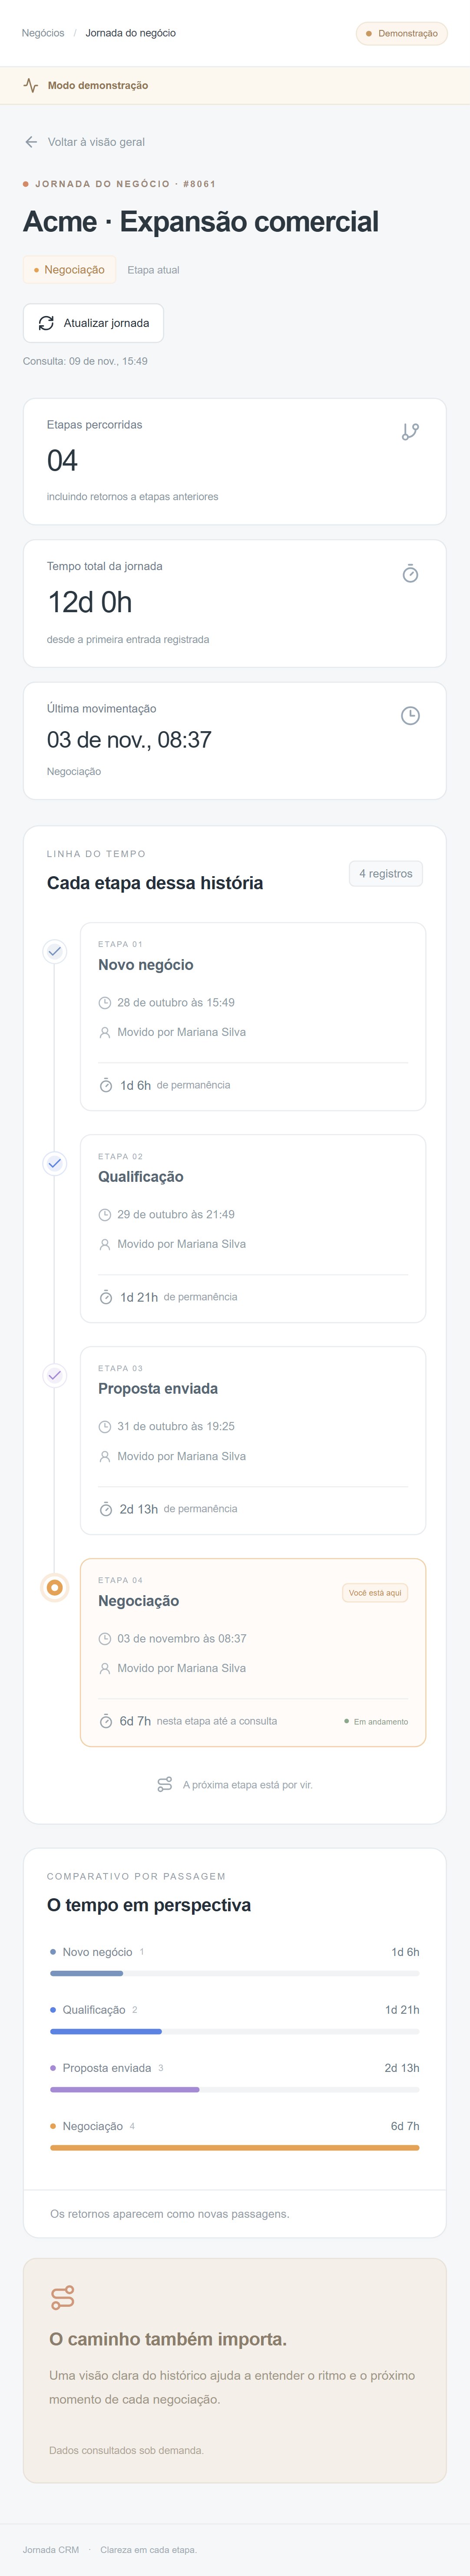 Negócios / Jornada do negócio
Demonstração
Modo demonstração
Voltar à visão geral
JORNADA DO NEGÓCIO · #8061
Acme · Expansão comercial
Negociação
Etapa atual
Atualizar jornada
Consulta: 09 de nov., 15:49
Etapas percorridas
04
incluindo retornos a etapas anteriores
Tempo total da jornada
12d 0h
desde a primeira entrada registrada
Última movimentação
03 de nov., 08:37
Negociação
LINHA DO TEMPO
Cada etapa dessa história
4 registros
ETAPA 01
Novo negócio
28 de outubro às 15:49
Movido por Mariana Silva
1d 6h de permanência
ETAPA 02
Qualificação
29 de outubro às 21:49
Movido por Mariana Silva
1d 21h de permanência
ETAPA 03
Proposta enviada
31 de outubro às 19:25
Movido por Mariana Silva
2d 13h de permanência
ETAPA 04
Negociação
Você está aqui
03 de novembro às 08:37
Movido por Mariana Silva
6d 7h nesta etapa até a consulta
Em andamento
A próxima etapa está por vir.
COMPARATIVO POR PASSAGEM
O tempo em perspectiva
Novo negócio 1 1d 6h
Qualificação 2 1d 21h
Proposta enviada 3 2d 13h
Negociação 4 6d 7h
Os retornos aparecem como novas passagens.
O caminho também importa.
Uma visão clara do histórico ajuda a entender o ritmo e o próximo
momento de cada negociação.
Dados consultados sob demanda.
Jornada CRM · Clareza em cada etapa.